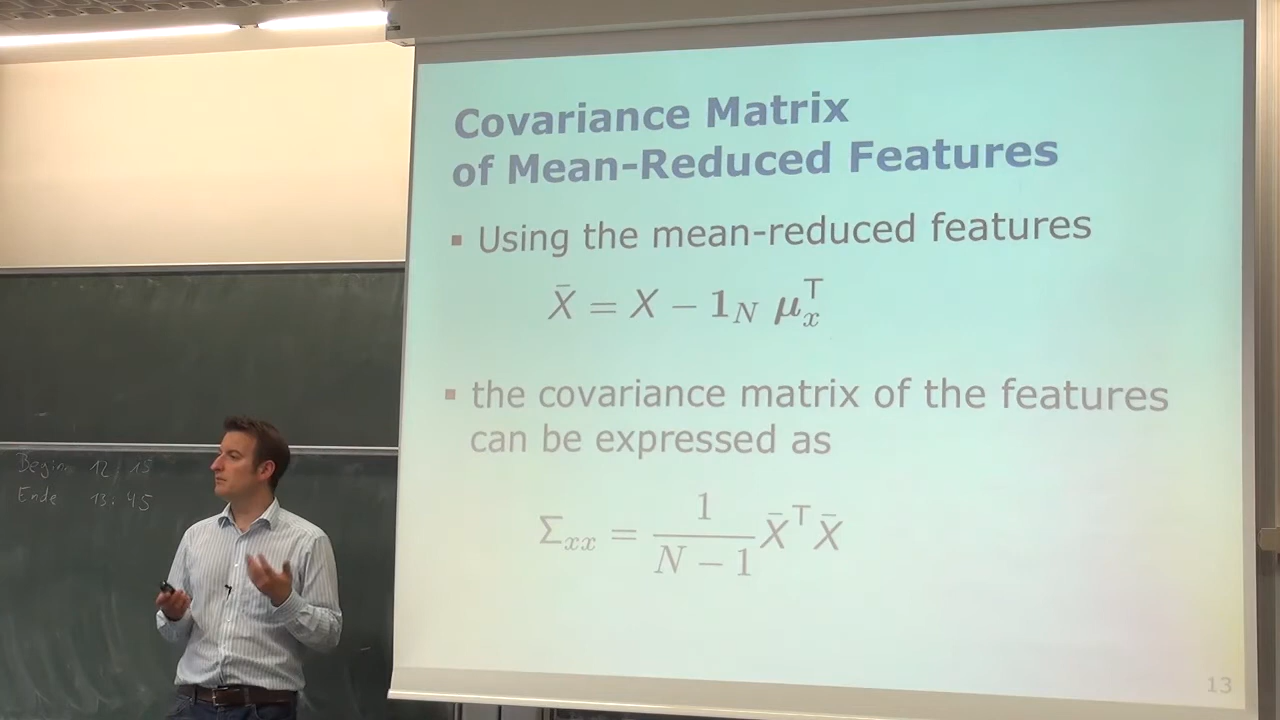 Covariance Matrix
of Mean-Reduced Features
▪ Using the mean-reduced features
X̄ = X − 1_N μ_x^T
▪ the covariance matrix of the features
can be expressed as
Σ_xx = 1/(N − 1) X̄^T X̄
13
Begin 12:15
Ende 13:45